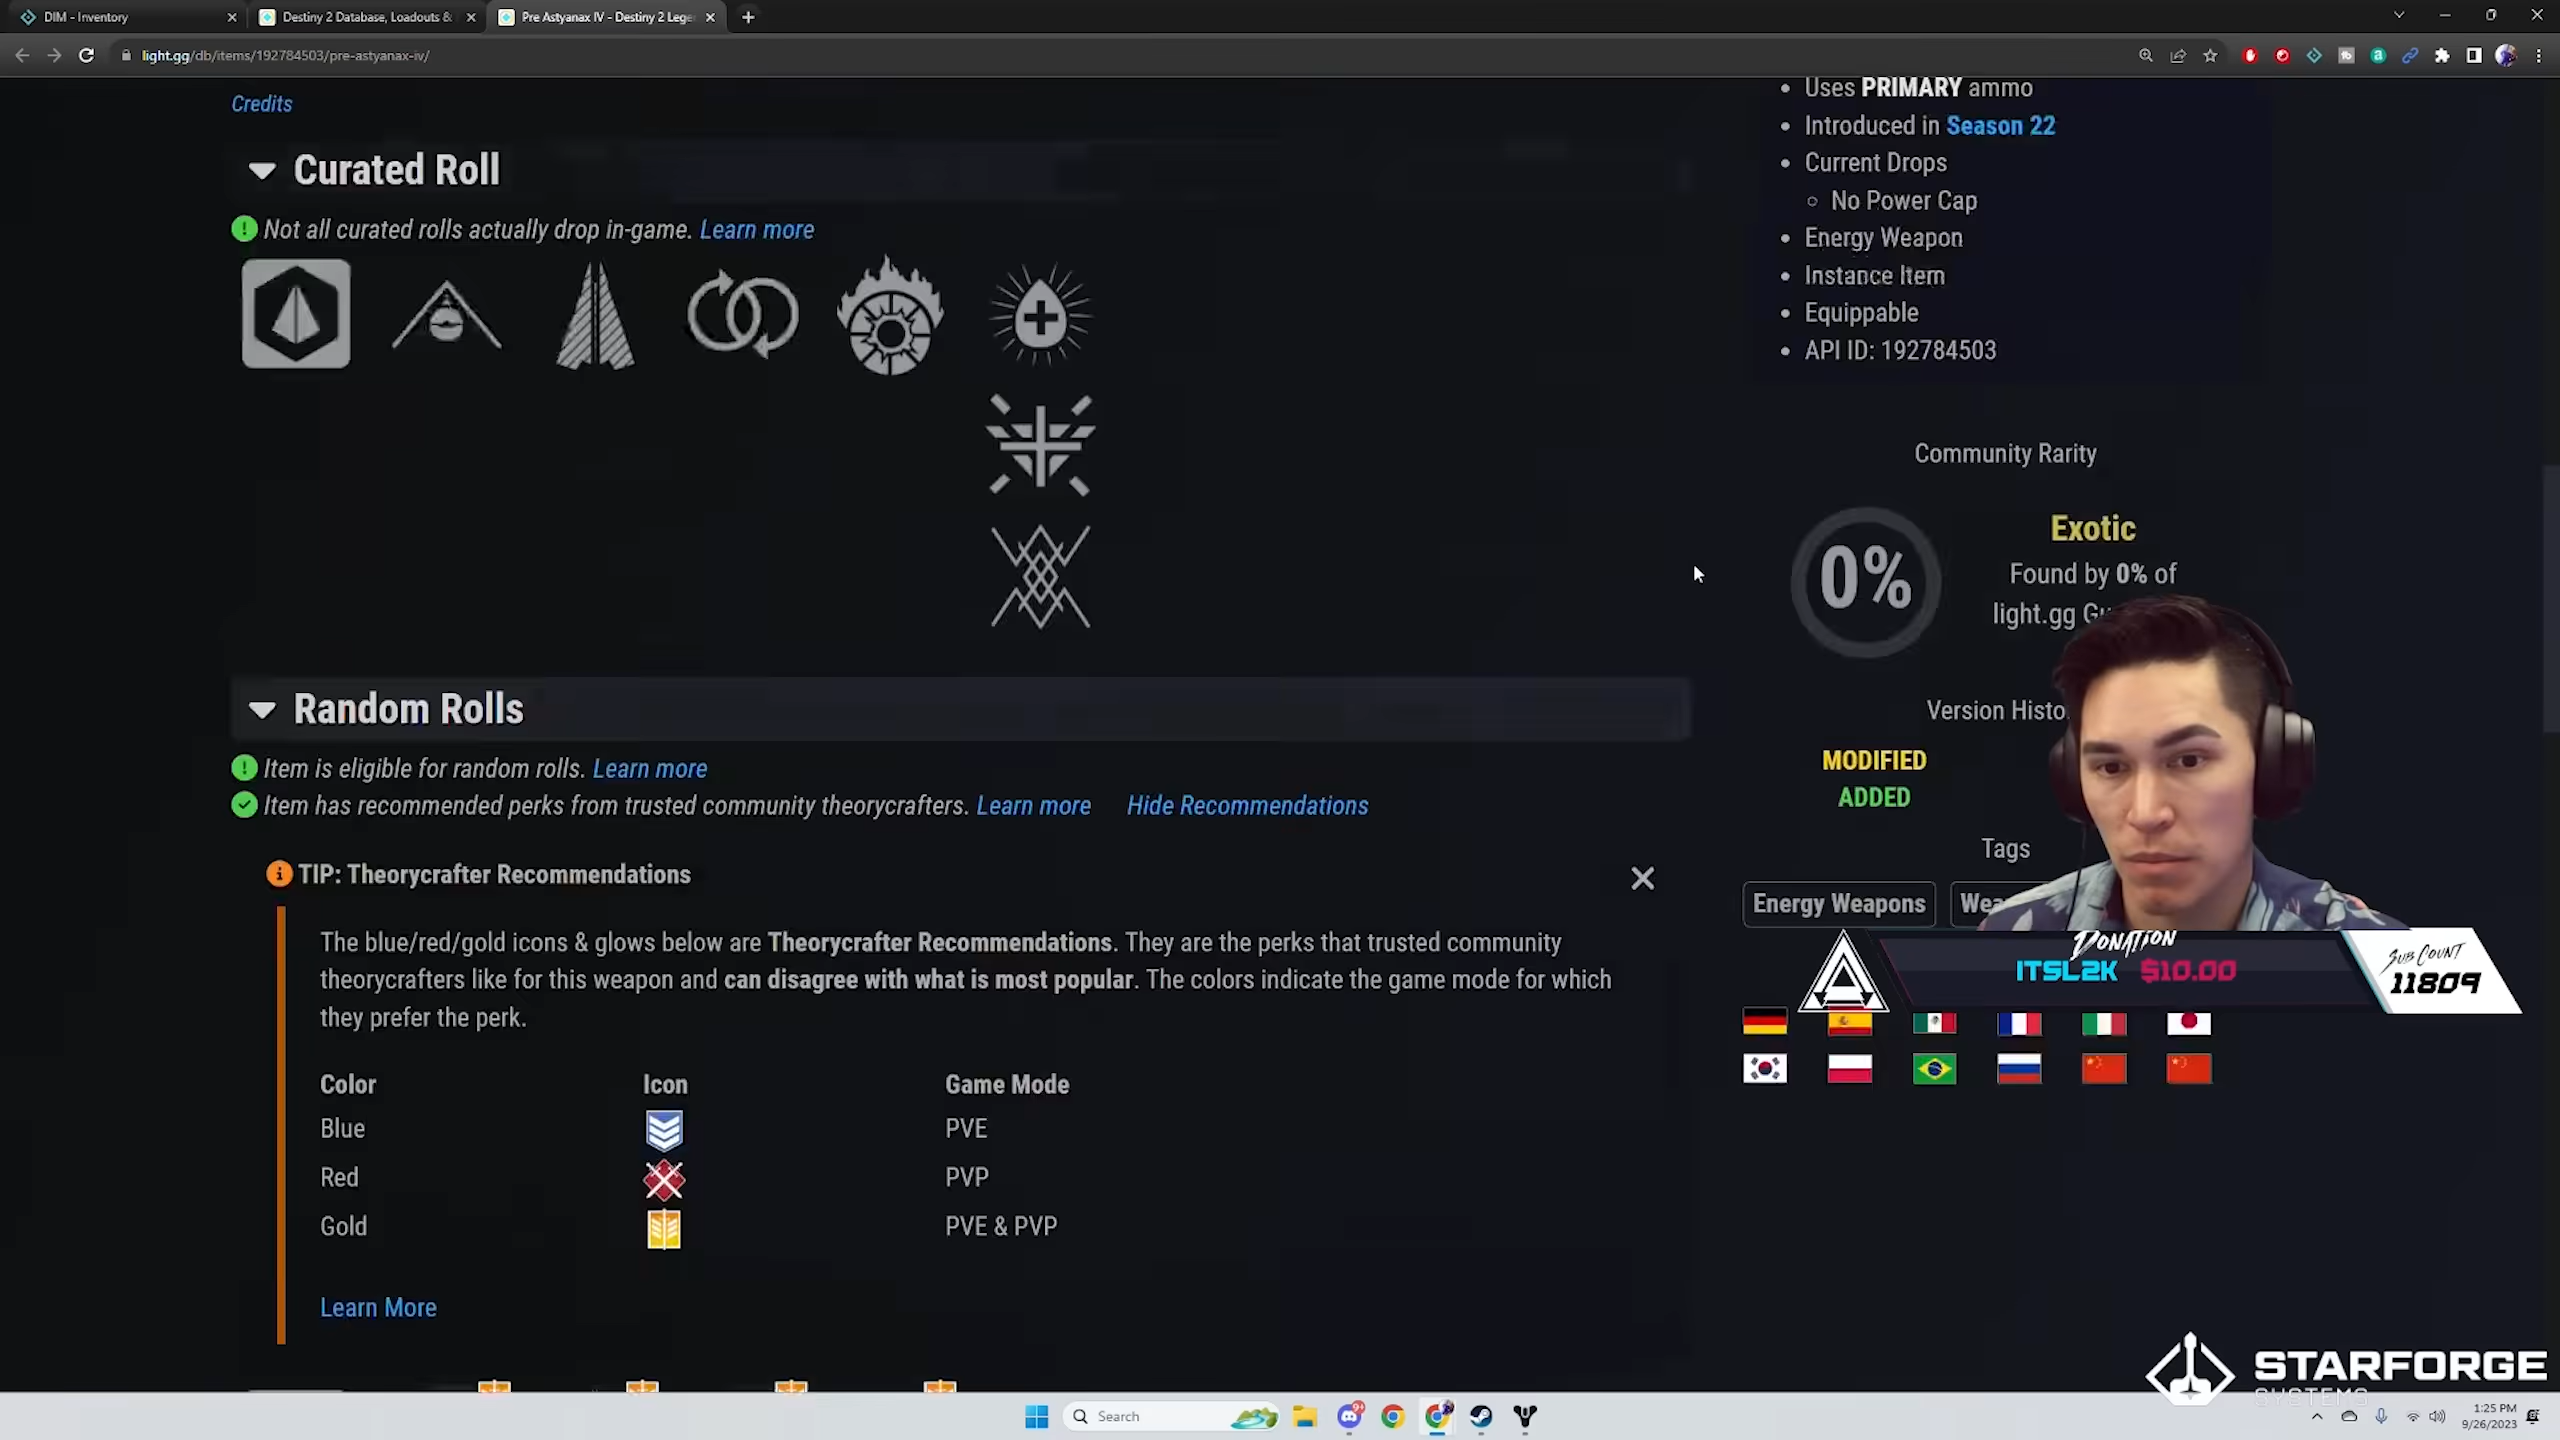 DIM - Inventory
Destiny 2 Database, Loadouts &
Pre Astyanax IV - Destiny 2 Lege
light.gg/db/items/192784503/pre-astyanax-iv/
Credits
Curated Roll
Not all curated rolls actually drop in-game. Learn more
Random Rolls
Item is eligible for random rolls. Learn more
Item has recommended perks from trusted community theorycrafters. Learn more Hide Recommendations
TIP: Theorycrafter Recommendations
The blue/red/gold icons & glows below are Theorycrafter Recommendations. They are the perks that trusted community
theorycrafters like for this weapon and can disagree with what is most popular. The colors indicate the game mode for which
they prefer the perk.
Color Icon Game Mode
Blue PVE
Red PVP
Gold PVE & PVP
Learn More
Uses PRIMARY ammo
Introduced in Season 22
Current Drops
No Power Cap
Energy Weapon
Instance Item
Equippable
API ID: 192784503
Community Rarity
0%
Exotic
Found by 0% of
light.gg Gu
Version Histo
MODIFIED
ADDED
Tags
Energy Weapons
Wea
DONATION
ITSL2K $10.00
SUB COUNT
11809
STARFORGE
SYSTEMS
Search
9+
1:25 PM
9/26/2023